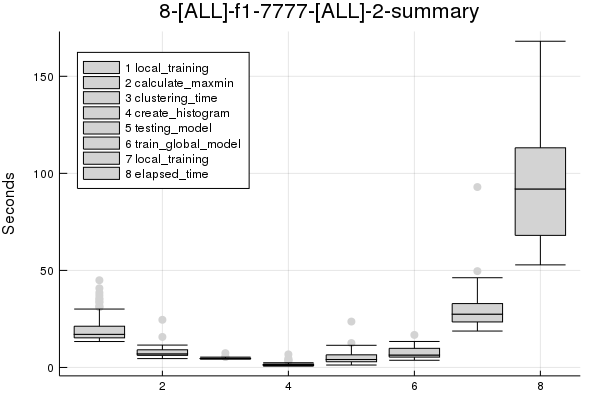 8-[ALL]-f1-7777-[ALL]-2-summary
150
100
50
0
Seconds
1 local_training
2 calculate_maxmin
3 clustering_time
4 create_histogram
5 testing_model
6 train_global_model
7 local_training
8 elapsed_time
2
4
6
8